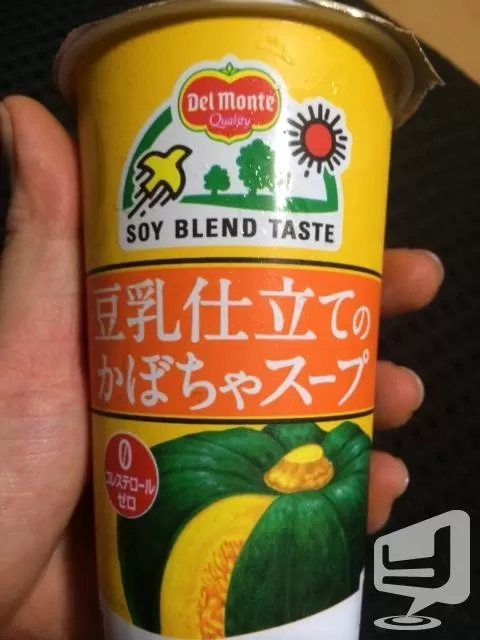 Del Monte
Quality
SOY BLEND TASTE
豆乳仕立ての
かぼちゃスープ
0
コレステロール
ゼロ